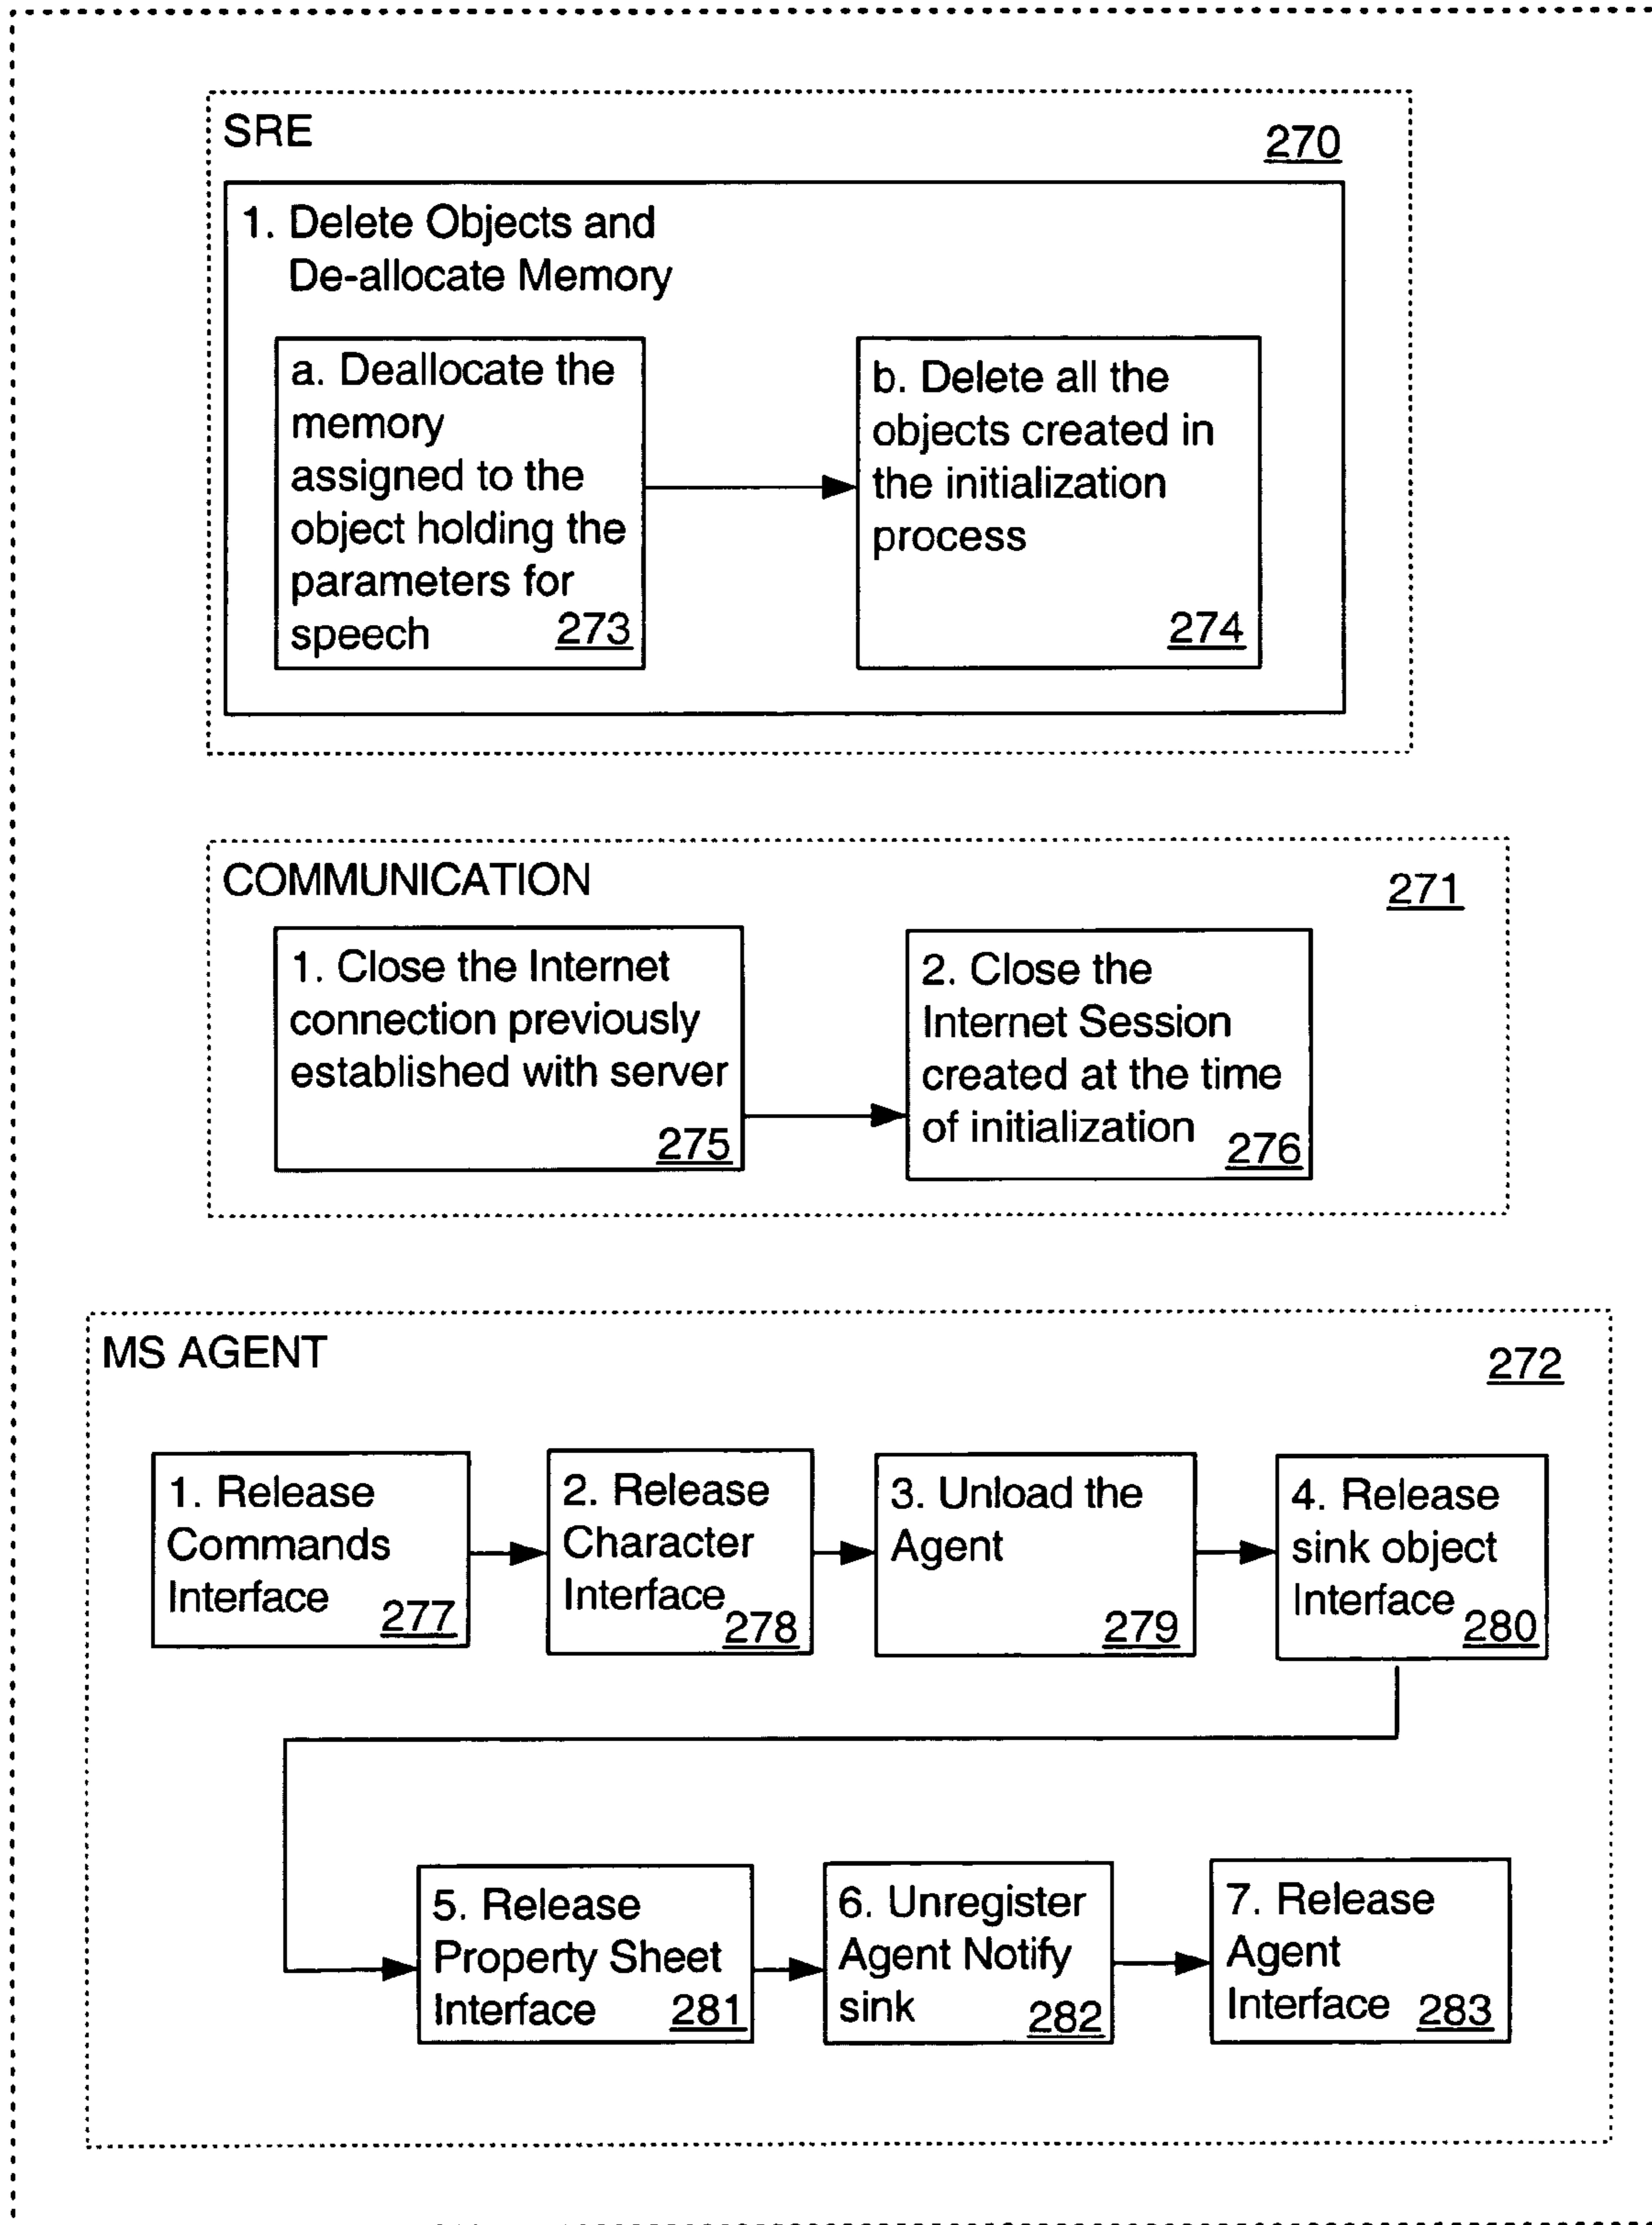 SRE
270
1. Delete Objects and
De-allocate Memory
a. Deallocate the
memory
assigned to the
object holding the
parameters for
speech 273
b. Delete all the
objects created in
the initialization
process
274
COMMUNICATION
271
1. Close the Internet
connection previously
established with server
275
2. Close the
Internet Session
created at the time
of initialization 276
MS AGENT
272
1. Release
Commands
Interface 277
2. Release
Character
Interface 278
3. Unload the
Agent
279
4. Release
sink object
Interface 280
5. Release
Property Sheet
Interface 281
6. Unregister
Agent Notify
sink 282
7. Release
Agent
Interface 283